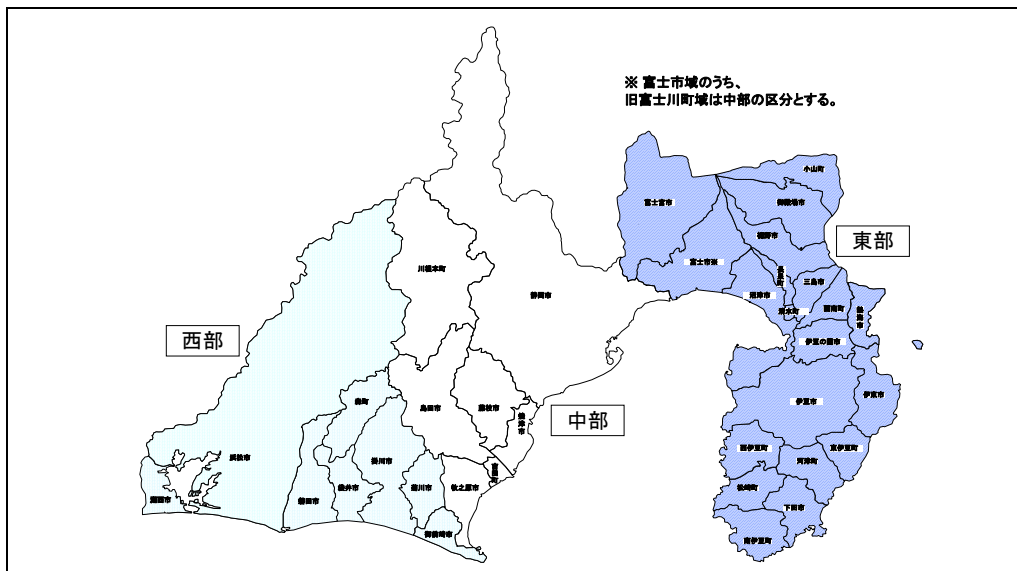 ※ 富士市域のうち、
旧富士川町域は中部の区分とする。
小山町
富士宮市
御殿場市
裾野市
東部
富士市※
長泉町
三島市
沼津市
清水町
函南町
熱海市
伊豆の国市
伊豆市
伊東市
西伊豆町
東伊豆町
河津町
松崎町
下田市
南伊豆町
川根本町
静岡市
西部
中部
島田市
藤枝市
焼津市
吉田町
牧之原市
森町
浜松市
掛川市
湖西市
磐田市
袋井市
菊川市
御前崎市